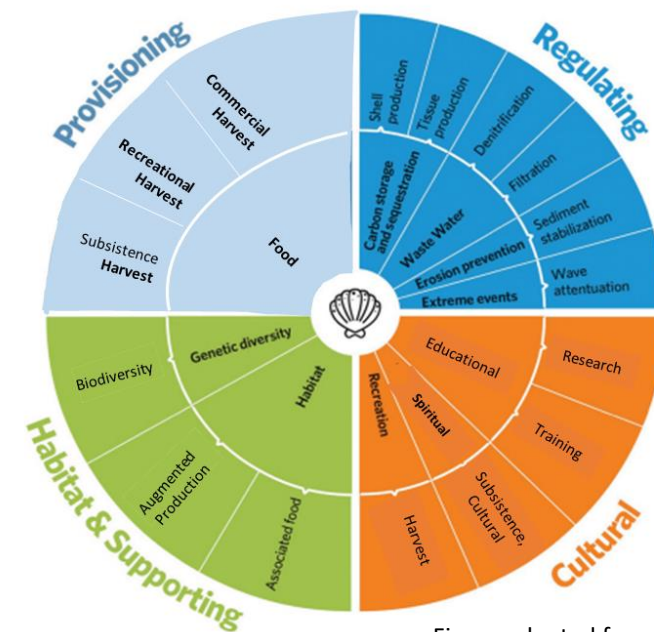 Provisioning
Commercial
Harvest
Recreational
Harvest
Subsistence
Harvest
Food
Regulating
Shell
production
Tissue
production
Denitrification
Filtration
Sediment
stabilization
Wave
attentuation
Carbon storage
and sequestration
Waste Water
Erosion prevention
Extreme events
Habitat & Supporting
Genetic diversity
Habitat
Biodiversity
Augmented
Production
Associated food
Cultural
Educational
Spiritual
Recreation
Research
Training
Subsistence,
Cultural
Harvest